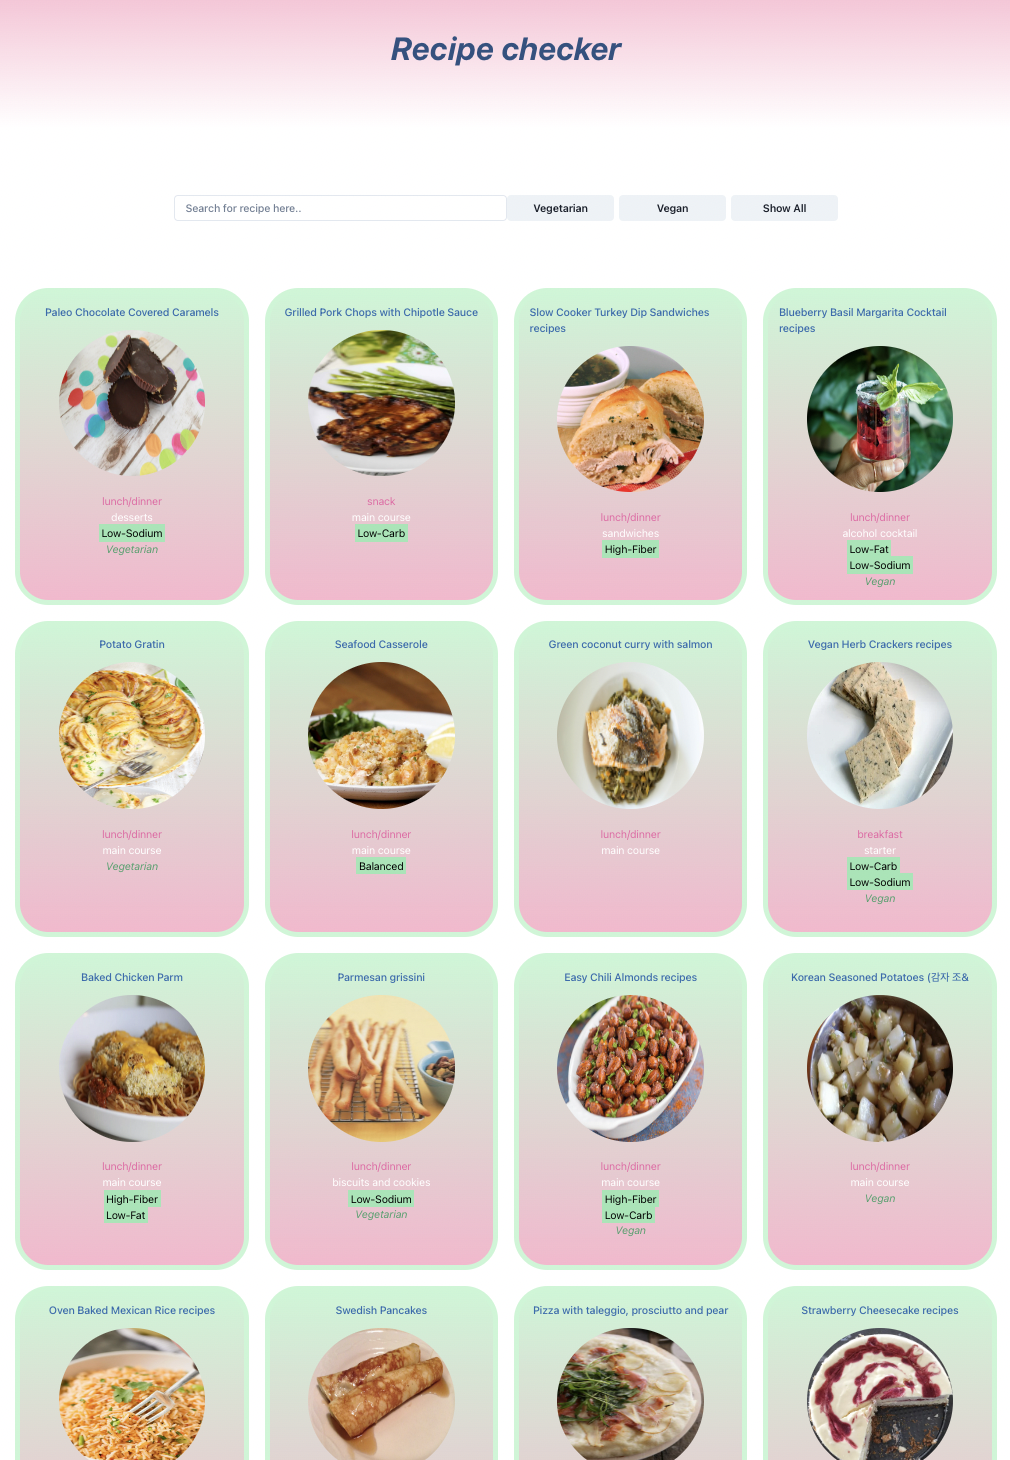 Recipe checker
Search for recipe here..
Vegetarian
Vegan
Show All
Paleo Chocolate Covered Caramels
lunch/dinner
desserts
Low-Sodium
Vegetarian
Grilled Pork Chops with Chipotle Sauce
snack
main course
Low-Carb
Slow Cooker Turkey Dip Sandwiches
recipes
lunch/dinner
sandwiches
High-Fiber
Blueberry Basil Margarita Cocktail
recipes
lunch/dinner
alcohol cocktail
Low-Fat
Low-Sodium
Vegan
Potato Gratin
lunch/dinner
main course
Vegetarian
Seafood Casserole
lunch/dinner
main course
Balanced
Green coconut curry with salmon
lunch/dinner
main course
Vegan Herb Crackers recipes
breakfast
starter
Low-Carb
Low-Sodium
Vegan
Baked Chicken Parm
lunch/dinner
main course
High-Fiber
Low-Fat
Parmesan grissini
lunch/dinner
biscuits and cookies
Low-Sodium
Vegetarian
Easy Chili Almonds recipes
lunch/dinner
main course
High-Fiber
Low-Carb
Vegan
Korean Seasoned Potatoes (감자 조&
lunch/dinner
main course
Vegan
Oven Baked Mexican Rice recipes
Swedish Pancakes
Pizza with taleggio, prosciutto and pear
Strawberry Cheesecake recipes